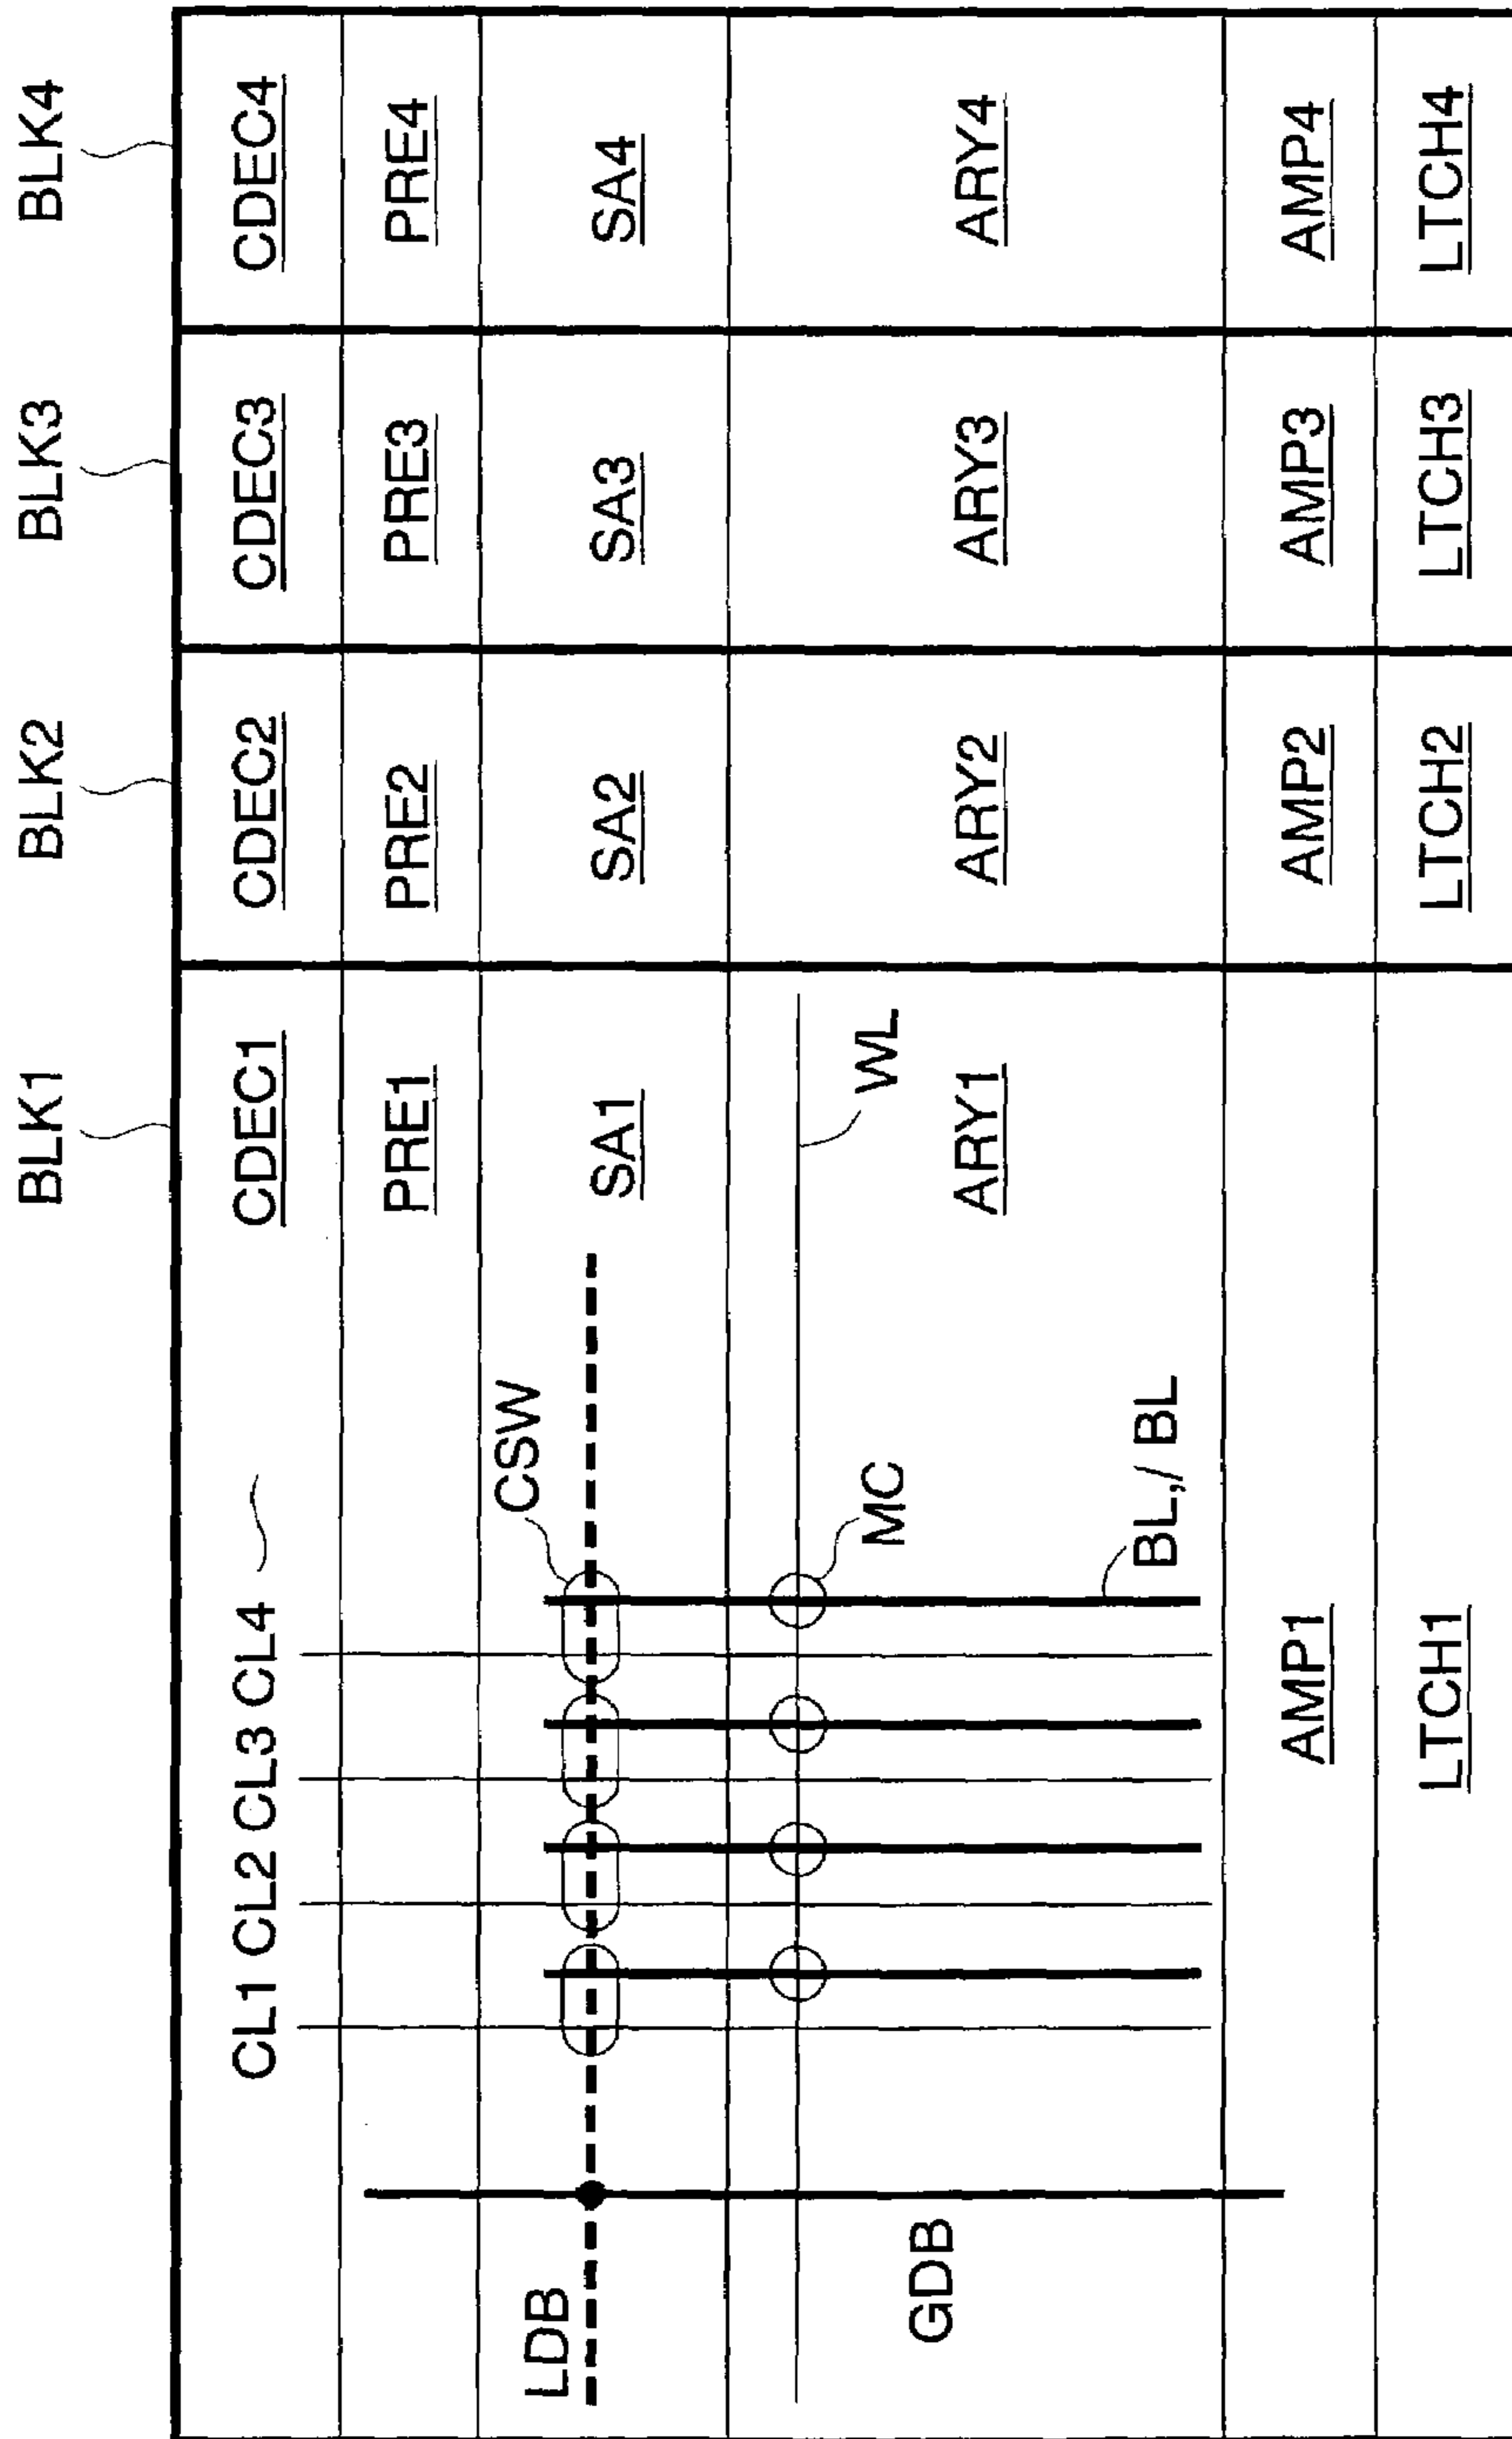 BLK1 BLK2 BLK3 BLK4
CL1 CL2 CL3 CL4 CDEC1 CDEC2 CDEC3 CDEC4
PRE1 PRE2 PRE3 PRE4
CSW
LDB SA1 SA2 SA3 SA4
MC WL
GDB ARY1 ARY2 ARY3 ARY4
BL,/ BL
AMP1 AMP2 AMP3 AMP4
LTCH1 LTCH2 LTCH3 LTCH4